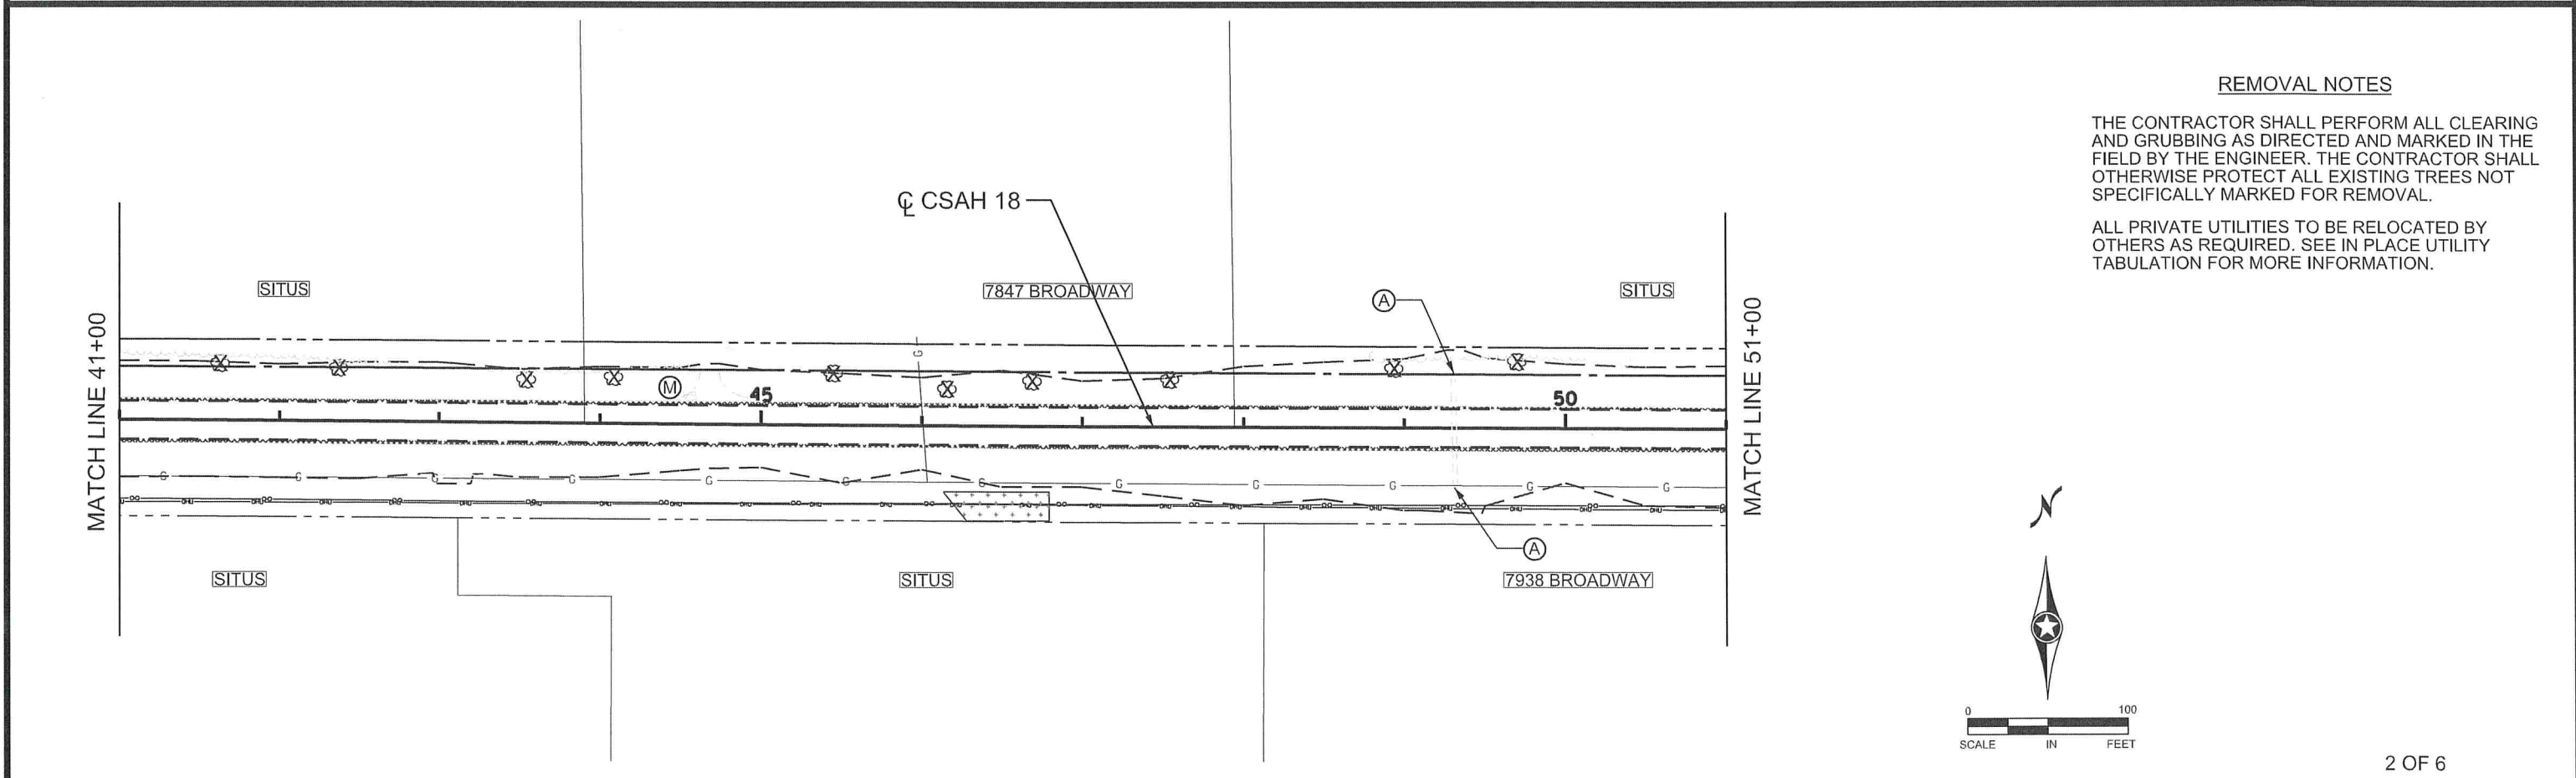 REMOVAL NOTES
THE CONTRACTOR SHALL PERFORM ALL CLEARING
AND GRUBBING AS DIRECTED AND MARKED IN THE
FIELD BY THE ENGINEER. THE CONTRACTOR SHALL
OTHERWISE PROTECT ALL EXISTING TREES NOT
SPECIFICALLY MARKED FOR REMOVAL.
ALL PRIVATE UTILITIES TO BE RELOCATED BY
OTHERS AS REQUIRED. SEE IN PLACE UTILITY
TABULATION FOR MORE INFORMATION.
℄ CSAH 18
SITUS
7847 BROADWAY
SITUS
A
MATCH LINE 41+00
MATCH LINE 51+00
G
M
45
50
G G G G G G G G G G G G
A
SITUS
SITUS
7938 BROADWAY
N
0 100
SCALE IN FEET
2 OF 6